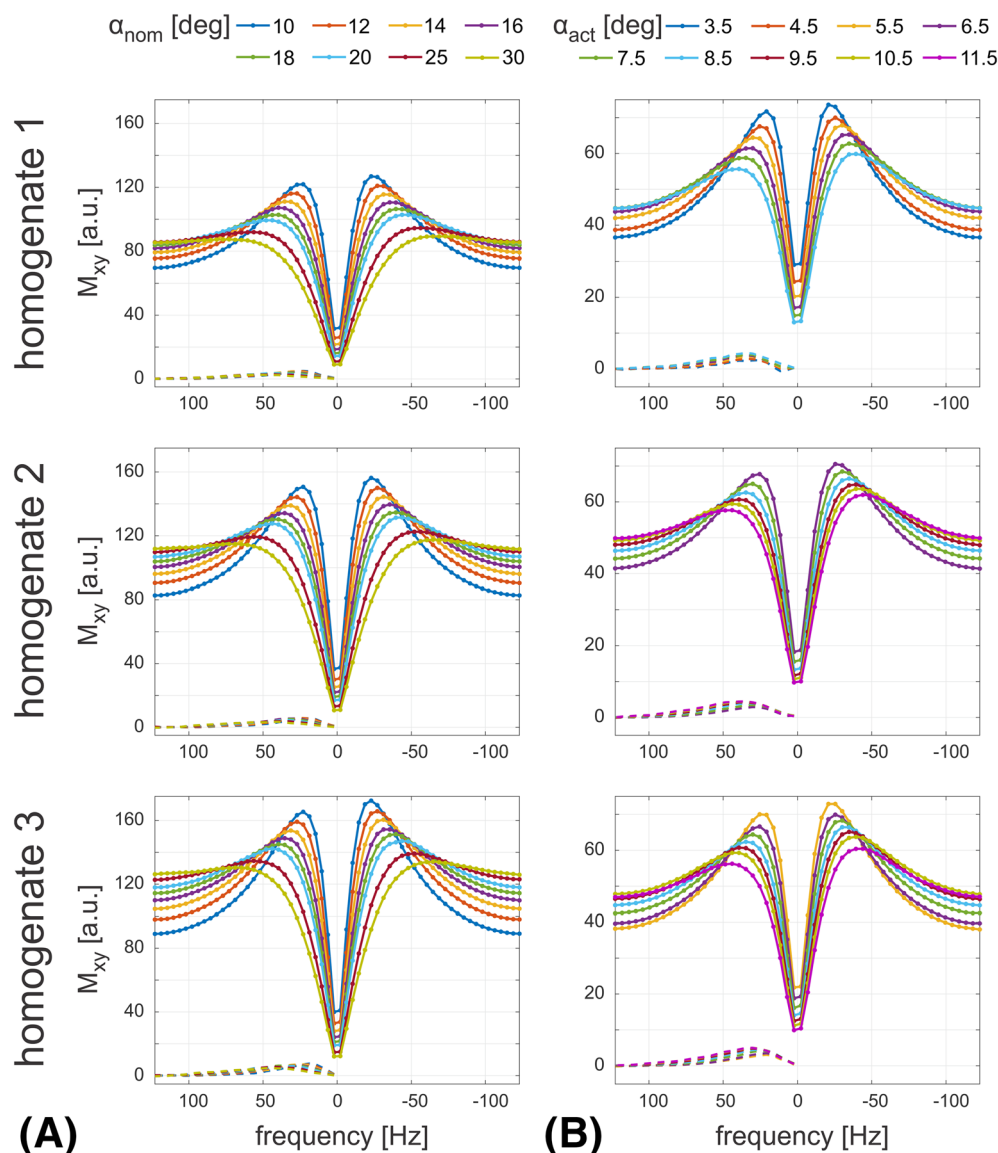 α_nom [deg] 10 12 14 16
18 20 25 30
α_act [deg] 3.5 4.5 5.5 6.5
7.5 8.5 9.5 10.5 11.5
homogenate 1
M_xy [a.u.]
160
120
80
40
0
100 50 0 -50 -100
60
40
20
0
100 50 0 -50 -100
homogenate 2
M_xy [a.u.]
160
120
80
40
0
100 50 0 -50 -100
80
60
40
20
0
100 50 0 -50 -100
homogenate 3
M_xy [a.u.]
160
120
80
40
0
100 50 0 -50 -100
60
40
20
0
100 50 0 -50 -100
(A) frequency [Hz]
(B) frequency [Hz]